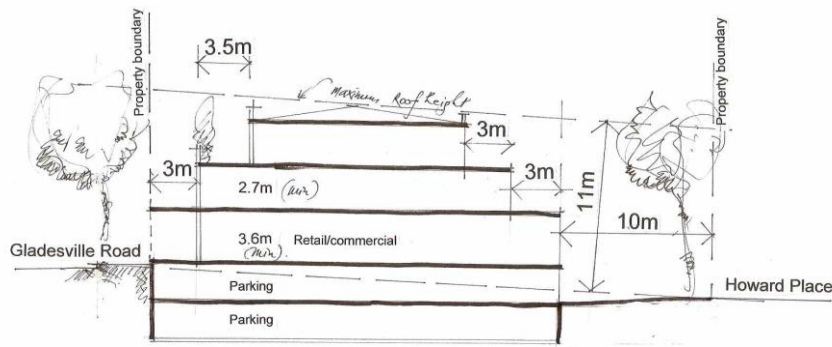 Property boundary
Property boundary
3.5m
Maximum Roof Height
3m
3m
3m
2.7m (min)
11m
10m
3.6m Retail/commercial
(min).
Gladesville Road
Parking
Howard Place
Parking